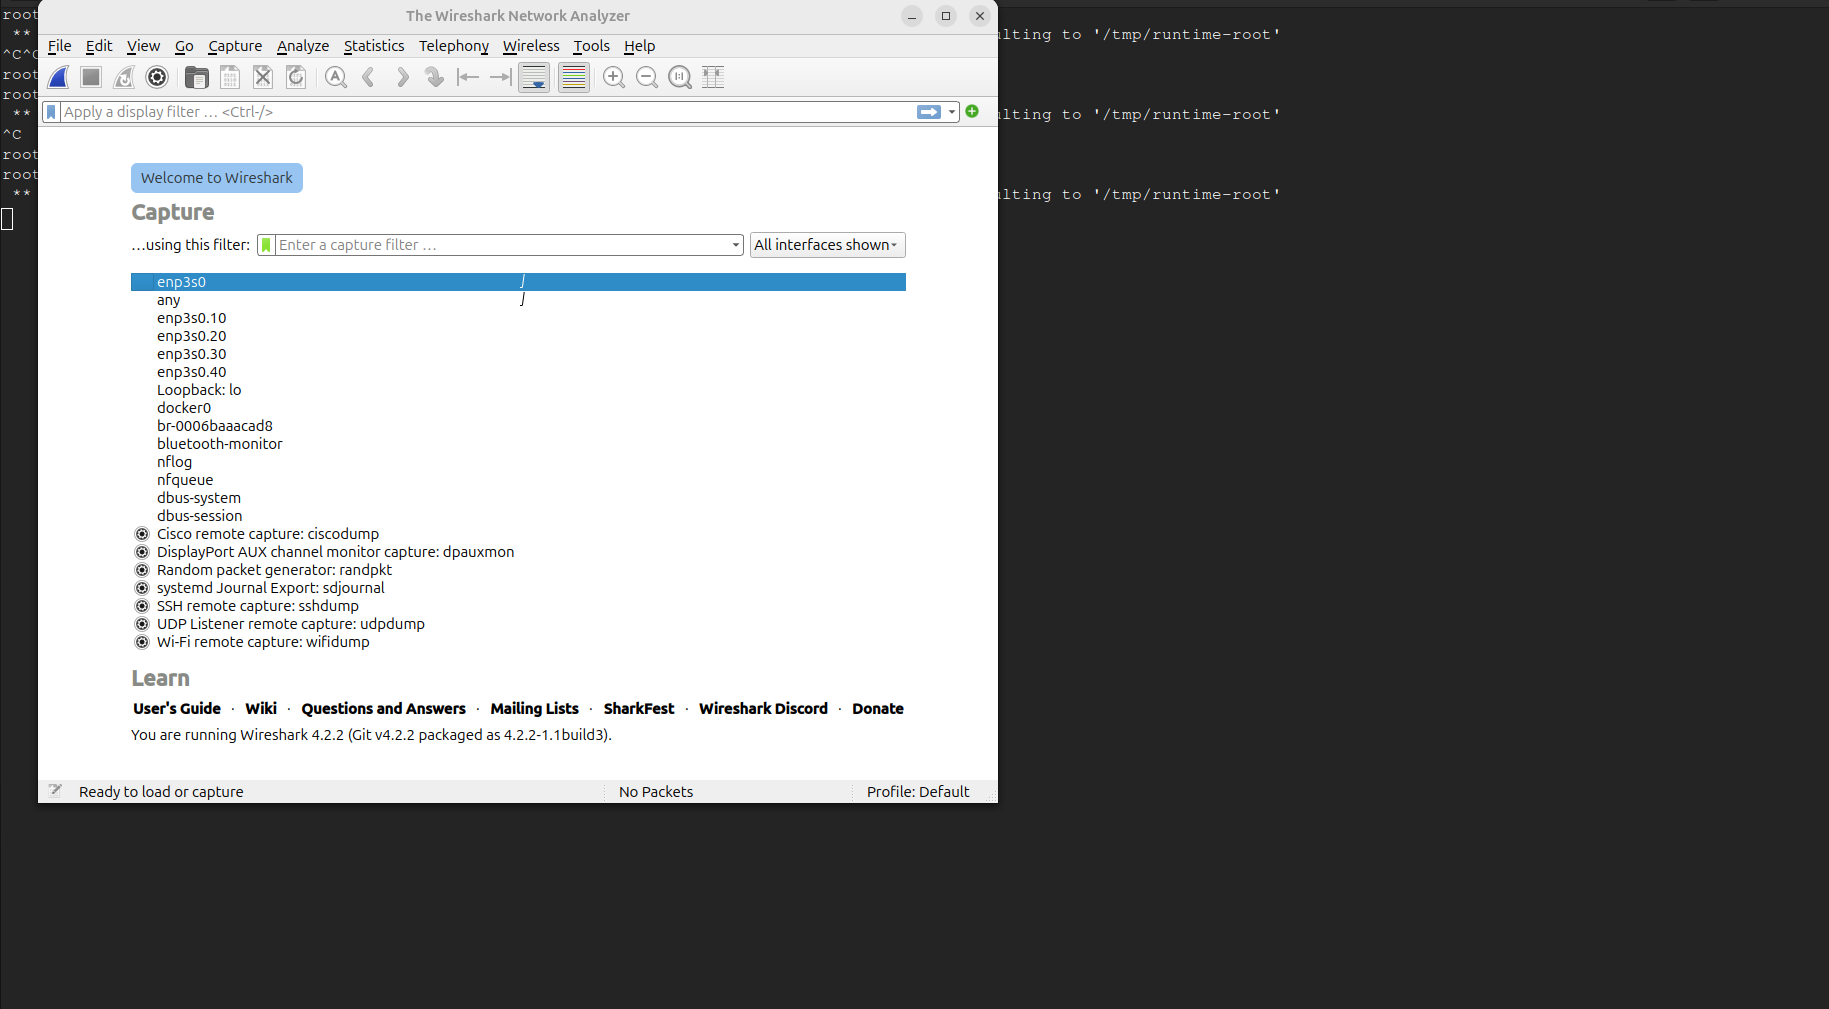 The Wireshark Network Analyzer
File Edit View Go Capture Analyze Statistics Telephony Wireless Tools Help
Apply a display filter … <Ctrl-/>
Welcome to Wireshark
Capture
…using this filter: Enter a capture filter … All interfaces shown
enp3s0
any
enp3s0.10
enp3s0.20
enp3s0.30
enp3s0.40
Loopback: lo
docker0
br-0006baaacad8
bluetooth-monitor
nflog
nfqueue
dbus-system
dbus-session
Cisco remote capture: ciscodump
DisplayPort AUX channel monitor capture: dpauxmon
Random packet generator: randpkt
systemd Journal Export: sdjournal
SSH remote capture: sshdump
UDP Listener remote capture: udpdump
Wi-Fi remote capture: wifidump
Learn
User's Guide · Wiki · Questions and Answers · Mailing Lists · SharkFest · Wireshark Discord · Donate
You are running Wireshark 4.2.2 (Git v4.2.2 packaged as 4.2.2-1.1build3).
Ready to load or capture No Packets Profile: Default
root
** ulting to '/tmp/runtime-root'
^C^C
root
root
** ulting to '/tmp/runtime-root'
^C
root
root
** ulting to '/tmp/runtime-root'